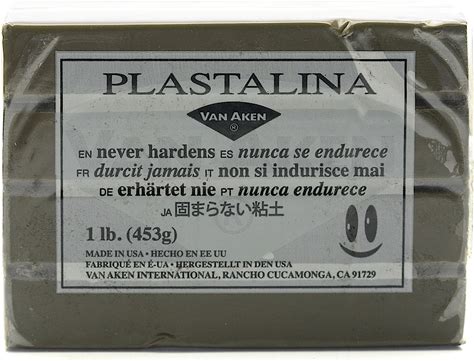 PLASTALINA
VAN AKEN
®
EN never hardens ES nunca se endurece
FR durcit jamais IT non si indurisce mai
DE erhärtet nie PT nunca endurece
JA 固まらない粘土
1 lb. (453g)
MADE IN USA • HECHO EN EE UU
FABRIQUÉ EN É-UA • HERGESTELLT IN DEN USA
VAN AKEN INTERNATIONAL, RANCHO CUCAMONGA, CA 91729